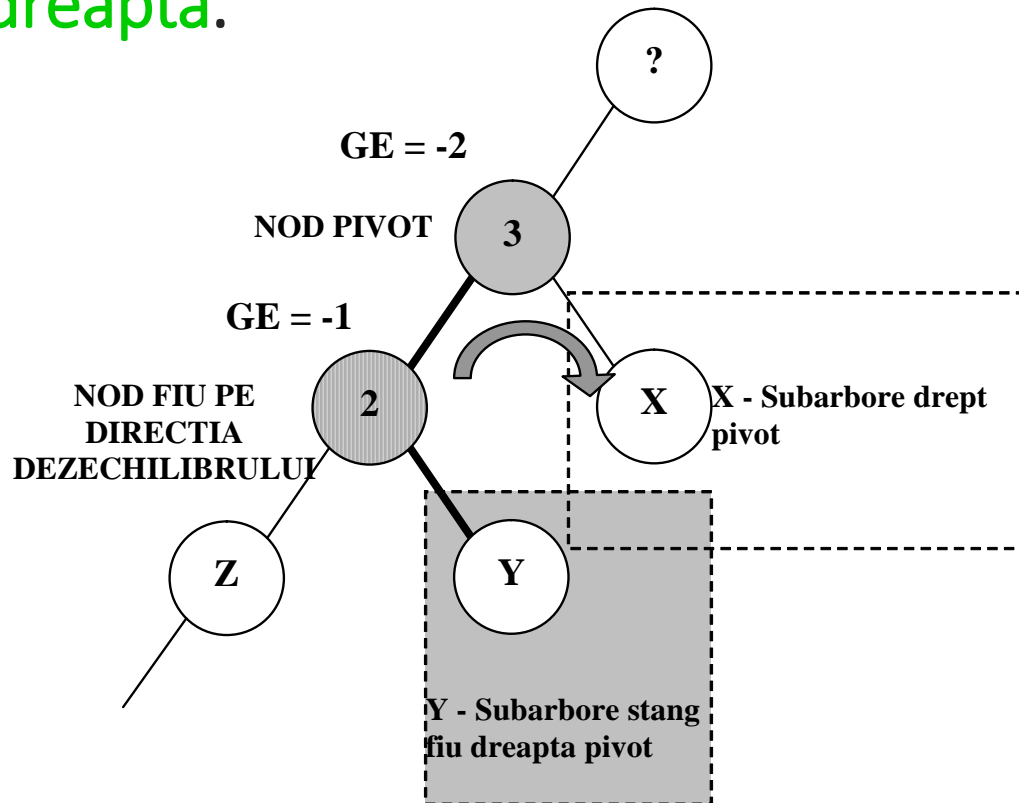 dreapta.
?
GE = -2
NOD PIVOT
3
GE = -1
NOD FIU PE
DIRECTIA
DEZECHILIBRULUI
2
X
X - Subarbore drept
pivot
Z
Y
Y - Subarbore stang
fiu dreapta pivot